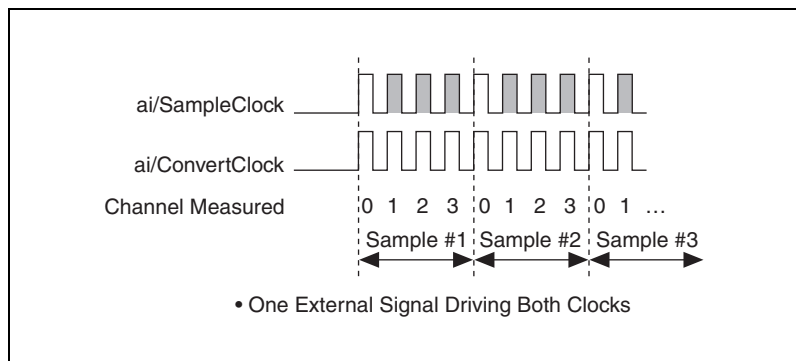 ai/SampleClock
ai/ConvertClock
Channel Measured 0 1 2 3 0 1 2 3 0 1 ...
Sample #1 Sample #2 Sample #3
• One External Signal Driving Both Clocks